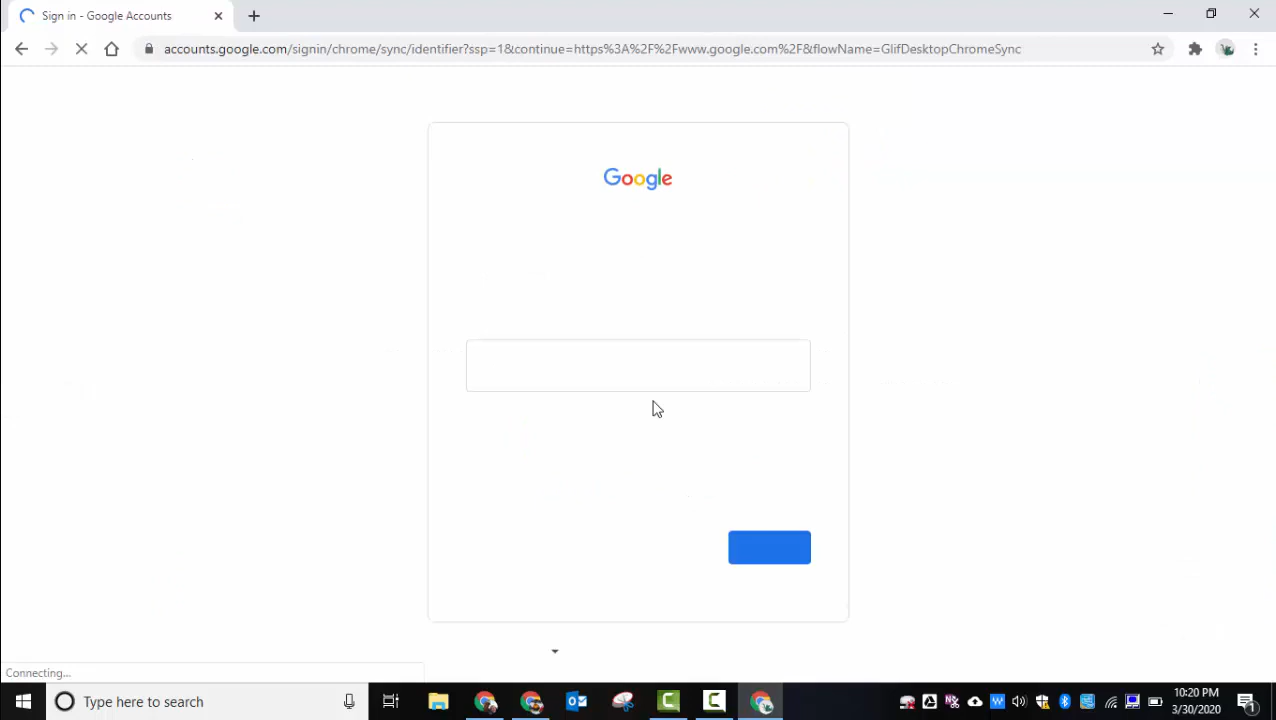 Sign in - Google Accounts
accounts.google.com/signin/chrome/sync/identifier?ssp=1&continue=https%3A%2F%2Fwww.google.com%2F&flowName=GlifDesktopChromeSync
Google
Connecting...
Type here to search
10:20 PM
3/30/2020
1